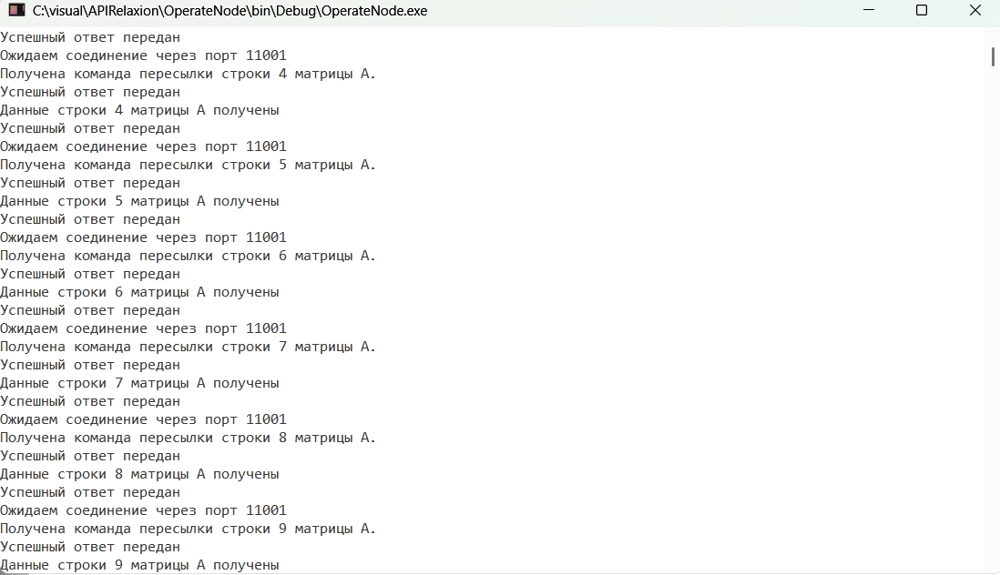 C:\visual\APIRelaxion\OperateNode\bin\Debug\OperateNode.exe
Успешный ответ передан
Ожидаем соединение через порт 11001
Получена команда пересылки строки 4 матрицы A.
Успешный ответ передан
Данные строки 4 матрицы A получены
Успешный ответ передан
Ожидаем соединение через порт 11001
Получена команда пересылки строки 5 матрицы A.
Успешный ответ передан
Данные строки 5 матрицы A получены
Успешный ответ передан
Ожидаем соединение через порт 11001
Получена команда пересылки строки 6 матрицы A.
Успешный ответ передан
Данные строки 6 матрицы A получены
Успешный ответ передан
Ожидаем соединение через порт 11001
Получена команда пересылки строки 7 матрицы A.
Успешный ответ передан
Данные строки 7 матрицы A получены
Успешный ответ передан
Ожидаем соединение через порт 11001
Получена команда пересылки строки 8 матрицы A.
Успешный ответ передан
Данные строки 8 матрицы A получены
Успешный ответ передан
Ожидаем соединение через порт 11001
Получена команда пересылки строки 9 матрицы A.
Успешный ответ передан
Данные строки 9 матрицы A получены